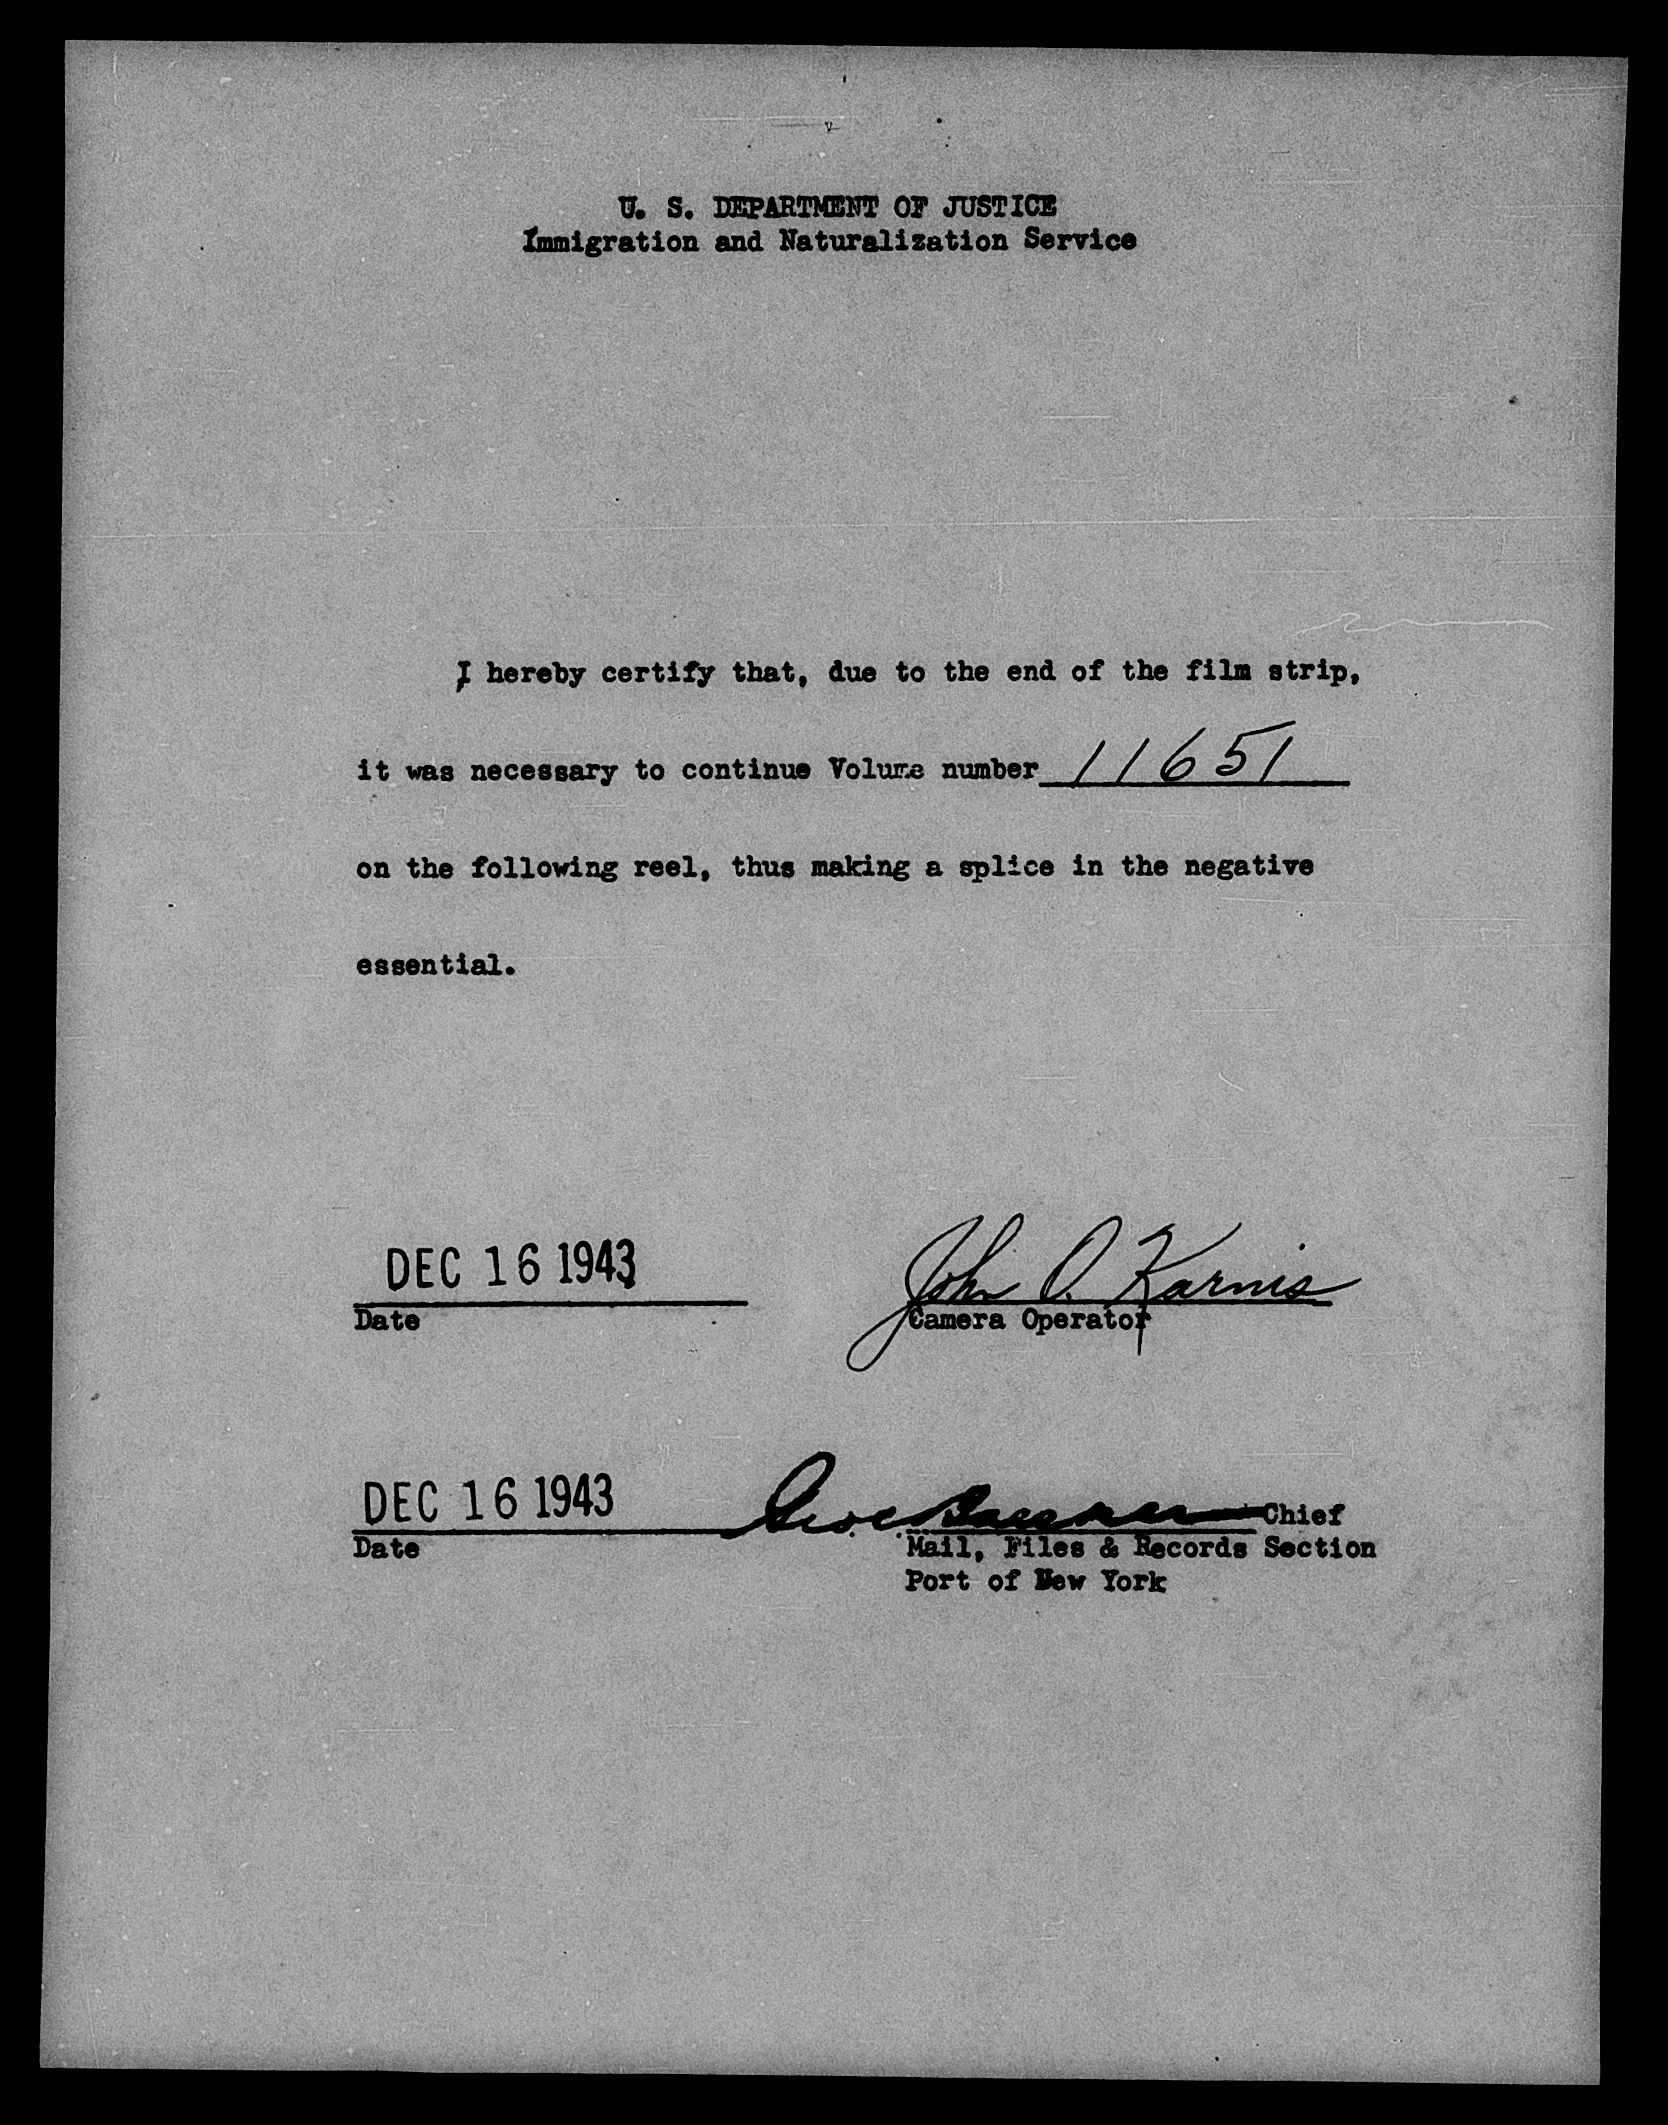 U. S. DEPARTMENT OF JUSTICE
Immigration and Naturalization Service
I hereby certify that, due to the end of the film strip,
it was necessary to continue Volume number 11651
on the following reel, thus making a splice in the negative
essential.
DEC 16 1943 John O. Karnis
Date Camera Operator
DEC 16 1943 Chief
Date Mail, Files & Records Section
Port of New York